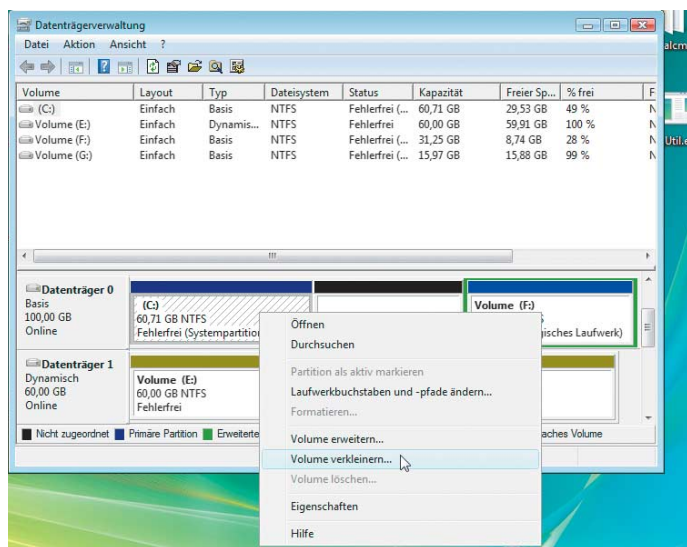 Datenträgerverwaltung
Datei Aktion Ansicht ?
Volume Layout Typ Dateisystem Status Kapazität Freier Sp... % frei F
(C:) Einfach Basis NTFS Fehlerfrei (... 60,71 GB 29,53 GB 49 % N
Volume (E:) Einfach Dynamis... NTFS Fehlerfrei 60,00 GB 59,91 GB 100 % N
Volume (F:) Einfach Basis NTFS Fehlerfrei (... 31,25 GB 8,74 GB 28 % N
Volume (G:) Einfach Basis NTFS Fehlerfrei (... 15,97 GB 15,88 GB 99 % N
Datenträger 0
Basis
100,00 GB
Online
(C:)
60,71 GB NTFS
Fehlerfrei (Systempartition
Volume (F:)
gisches Laufwerk)
Datenträger 1
Dynamisch
60,00 GB
Online
Volume (E:)
60,00 GB NTFS
Fehlerfrei
Nicht zugeordnet Primäre Partition Erweiterte
aches Volume
Öffnen
Durchsuchen
Partition als aktiv markieren
Laufwerkbuchstaben und -pfade ändern...
Formatieren...
Volume erweitern...
Volume verkleinern...
Volume löschen...
Eigenschaften
Hilfe
alcm
Util.e